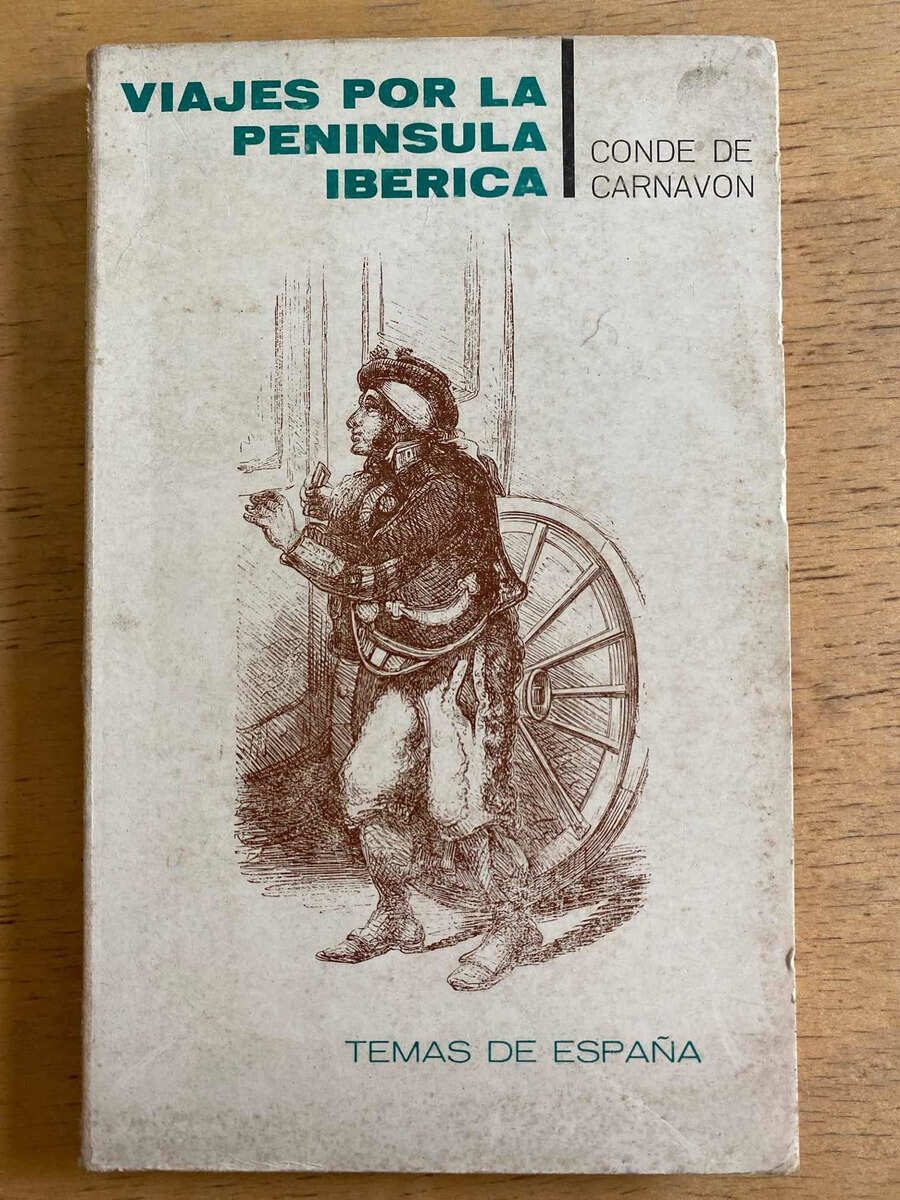 VIAJES POR LA
PENINSULA
IBERICA
CONDE DE
CARNAVON
TEMAS DE ESPAÑA